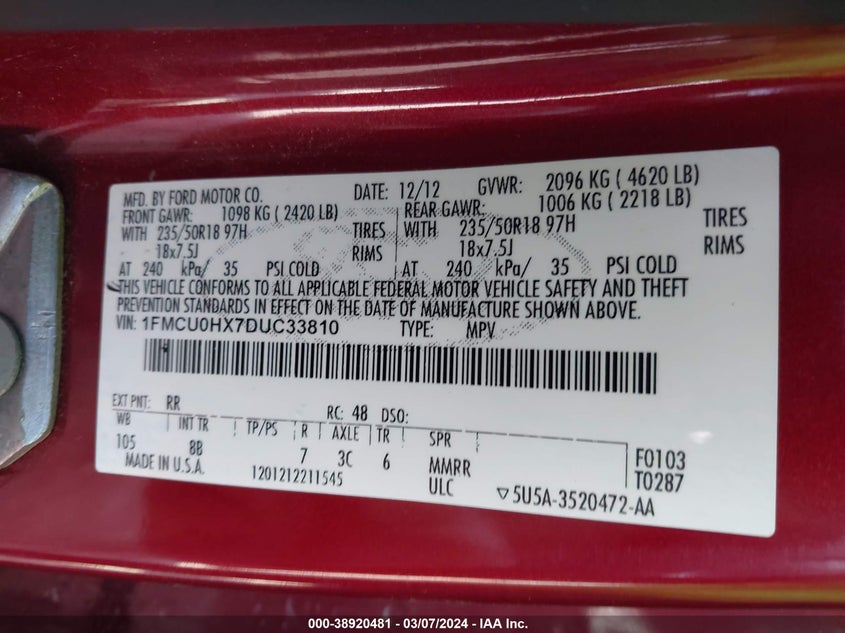 MFD. BY FORD MOTOR CO. DATE: 12/12 GVWR: 2096 KG ( 4620 LB)
FRONT GAWR: 1098 KG ( 2420 LB) REAR GAWR: 1006 KG ( 2218 LB)
WITH 235/50R18 97H TIRES WITH 235/50R18 97H TIRES
18x7.5J RIMS 18x7.5J RIMS
AT 240 kPa/ 35 PSI COLD AT 240 kPa/ 35 PSI COLD
THIS VEHICLE CONFORMS TO ALL APPLICABLE FEDERAL MOTOR VEHICLE SAFETY AND THEFT
PREVENTION STANDARDS IN EFFECT ON THE DATE OF MANUFACTURE SHOWN ABOVE.
VIN: 1FMCU0HX7DUC33810 TYPE: MPV
EXT PNT: RR RC: 48 DSO:
WB INT TR TP/PS R AXLE TR SPR F0103
105 8B 7 3C 6 MMRR T0287
MADE IN U.S.A. 1201212211545 ULC ▽5U5A-3520472-AA
000-38920481 - 03/07/2024 - IAA Inc.